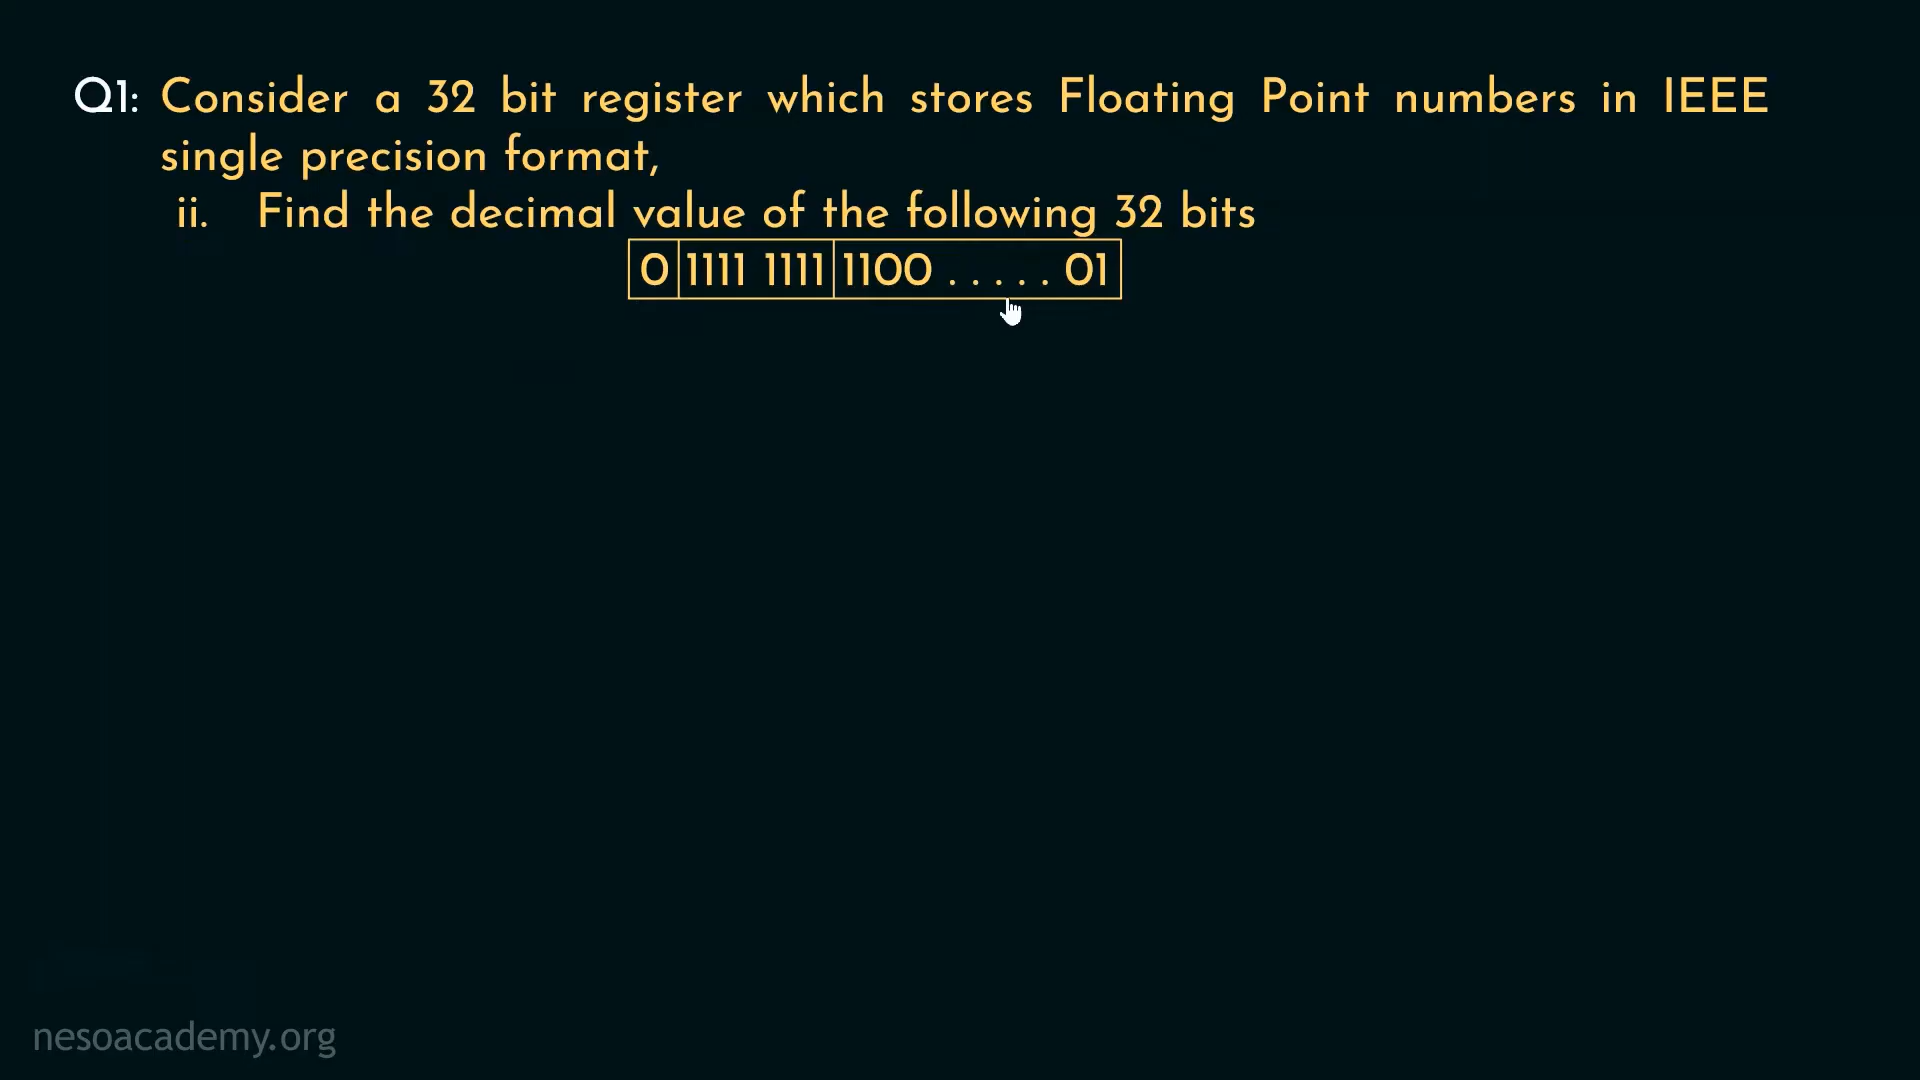 Q1: Consider a 32 bit register which stores Floating Point numbers in IEEE
single precision format,
ii. Find the decimal value of the following 32 bits
0 1111 1111 1100 . . . . . 01
nesoacademy.org